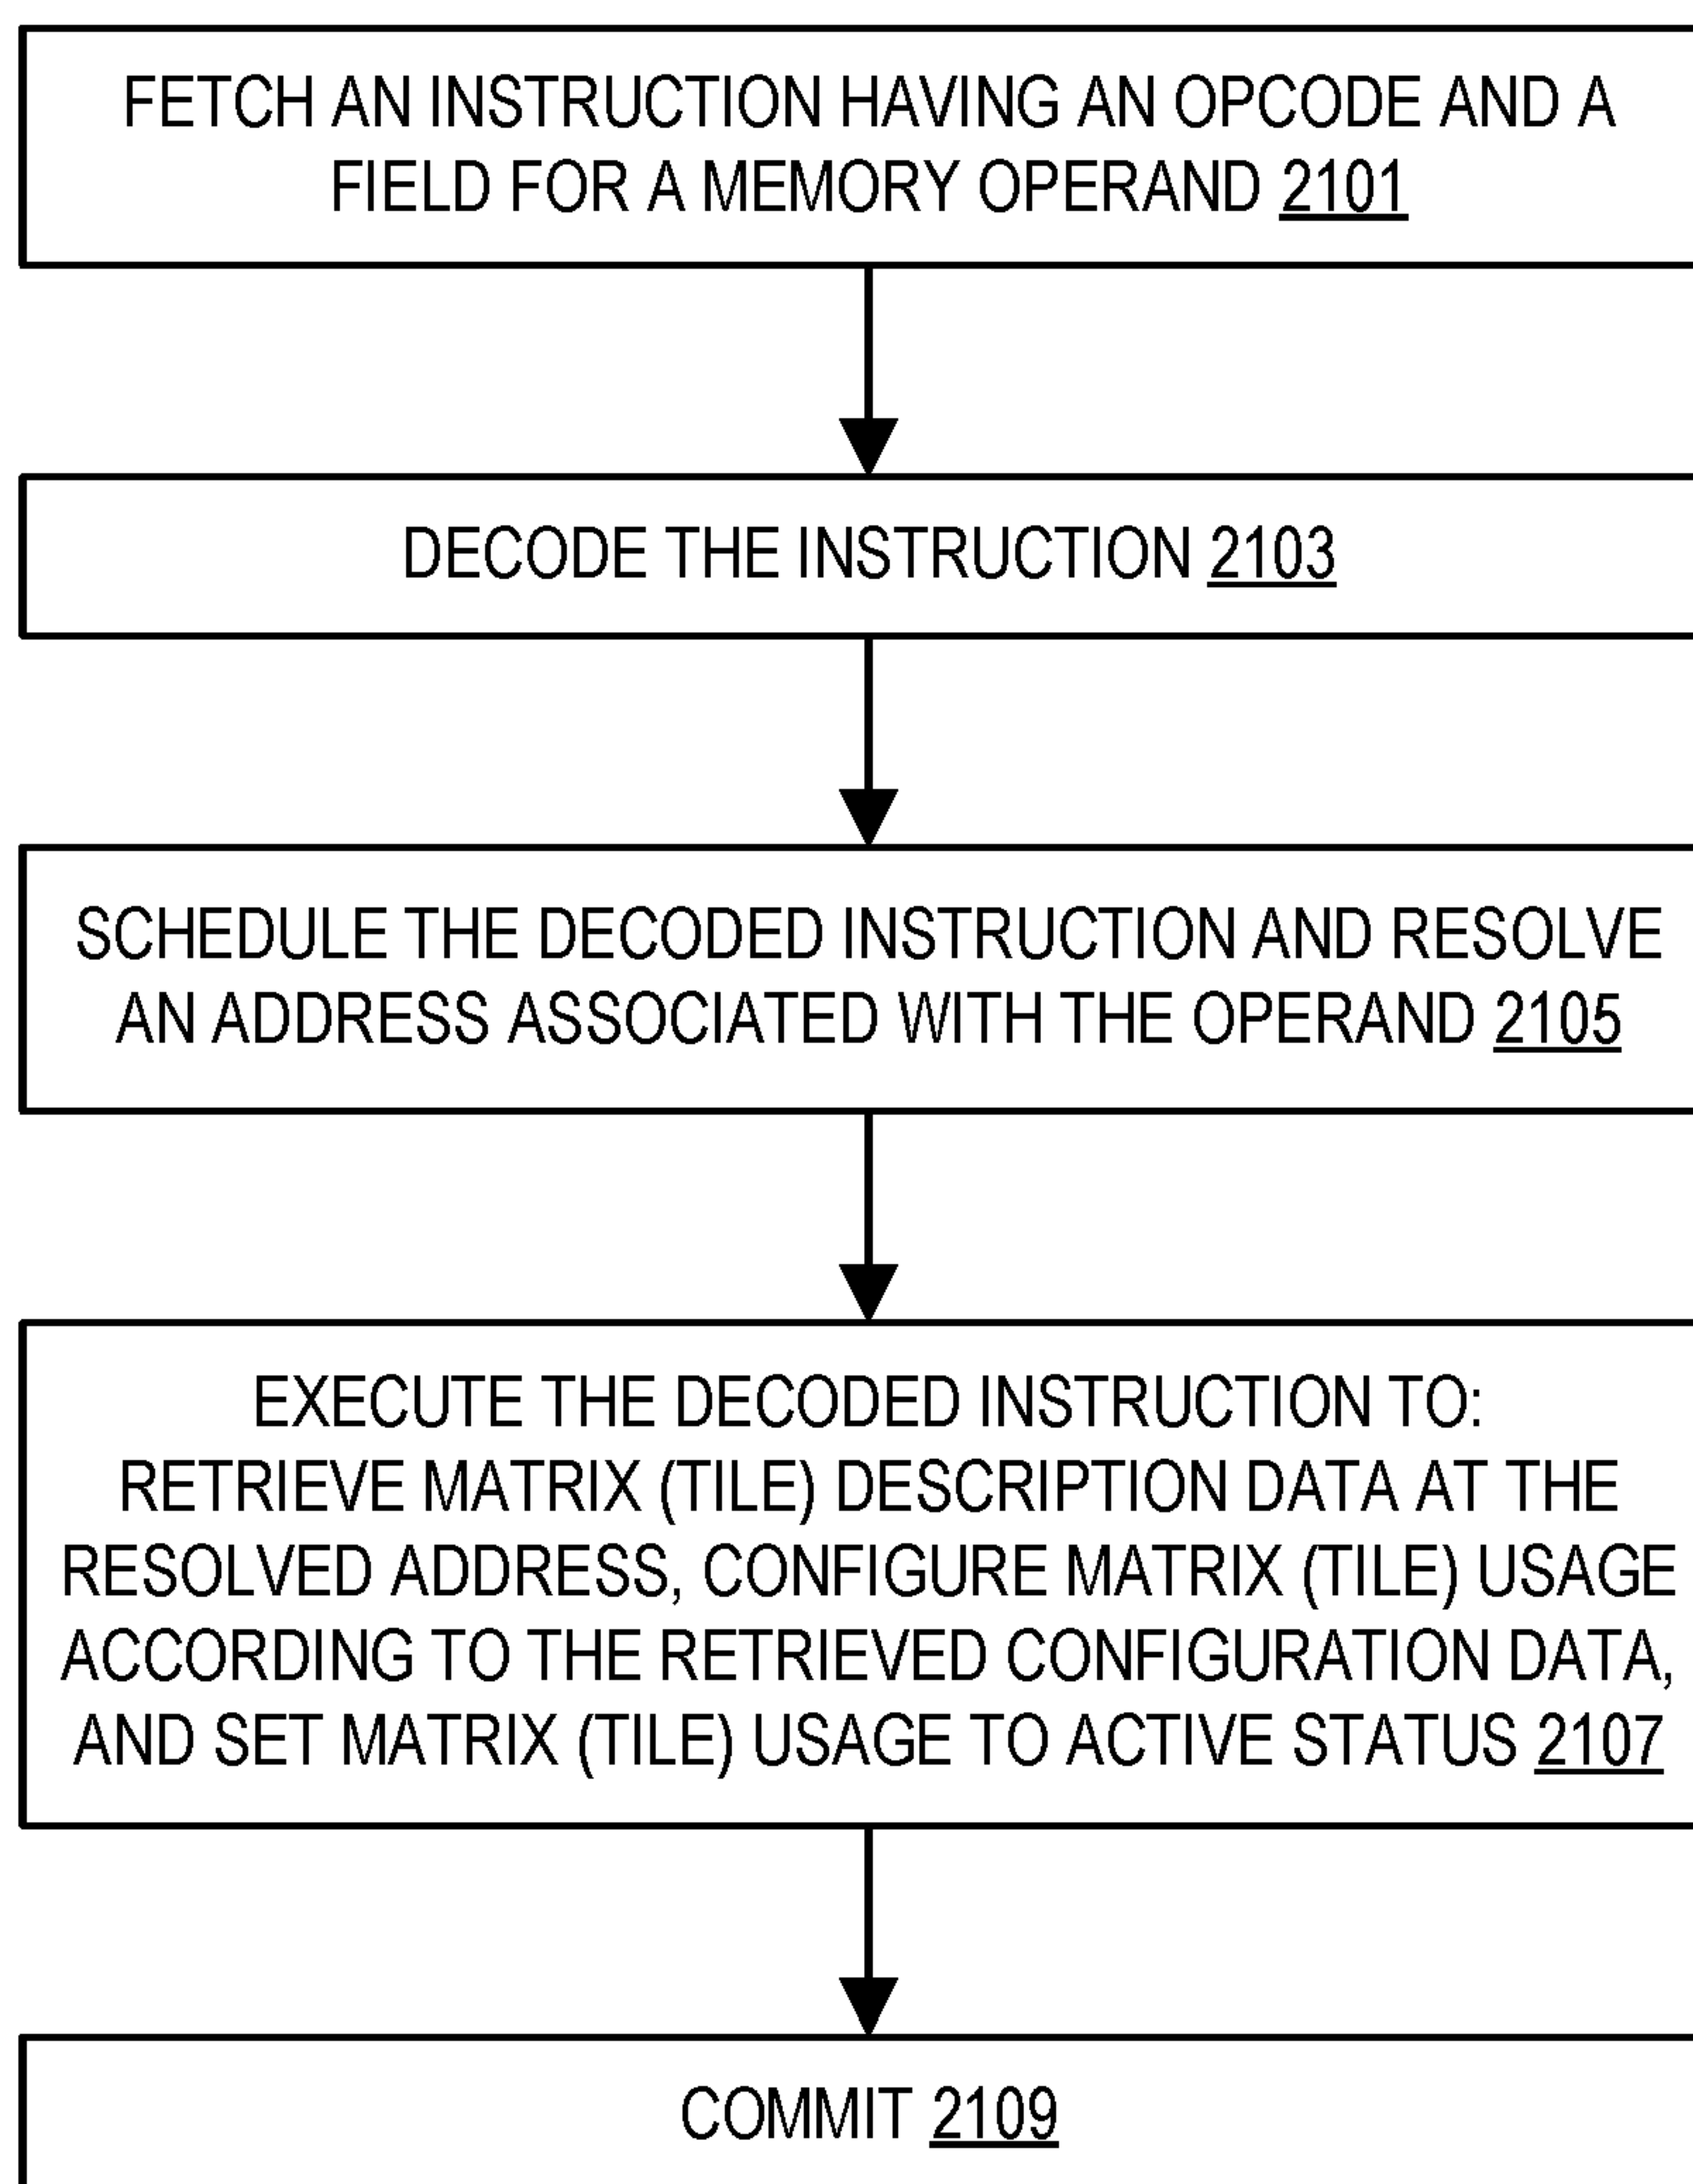 FETCH AN INSTRUCTION HAVING AN OPCODE AND A
FIELD FOR A MEMORY OPERAND 2101
DECODE THE INSTRUCTION 2103
SCHEDULE THE DECODED INSTRUCTION AND RESOLVE
AN ADDRESS ASSOCIATED WITH THE OPERAND 2105
EXECUTE THE DECODED INSTRUCTION TO:
RETRIEVE MATRIX (TILE) DESCRIPTION DATA AT THE
RESOLVED ADDRESS, CONFIGURE MATRIX (TILE) USAGE
ACCORDING TO THE RETRIEVED CONFIGURATION DATA,
AND SET MATRIX (TILE) USAGE TO ACTIVE STATUS 2107
COMMIT 2109